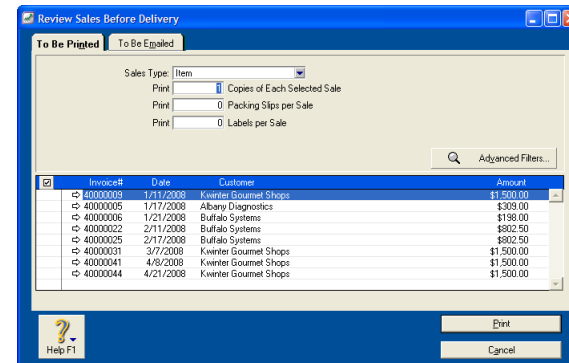 Review Sales Before Delivery
To Be Printed To Be Emailed
Sales Type: Item
Print 1 Copies of Each Selected Sale
Print 0 Packing Slips per Sale
Print 0 Labels per Sale
Advanced Filters...
Invoice# Date Customer Amount
40000009 1/11/2008 Kwinter Gourmet Shops $1,500.00
40000005 1/17/2008 Albany Diagnostics $309.00
40000006 1/21/2008 Buffalo Systems $198.00
40000022 2/11/2008 Buffalo Systems $802.50
40000025 2/17/2008 Buffalo Systems $802.50
40000031 3/7/2008 Kwinter Gourmet Shops $1,500.00
40000041 4/8/2008 Kwinter Gourmet Shops $1,500.00
40000044 4/21/2008 Kwinter Gourmet Shops $1,500.00
Print
Help F1
Cancel